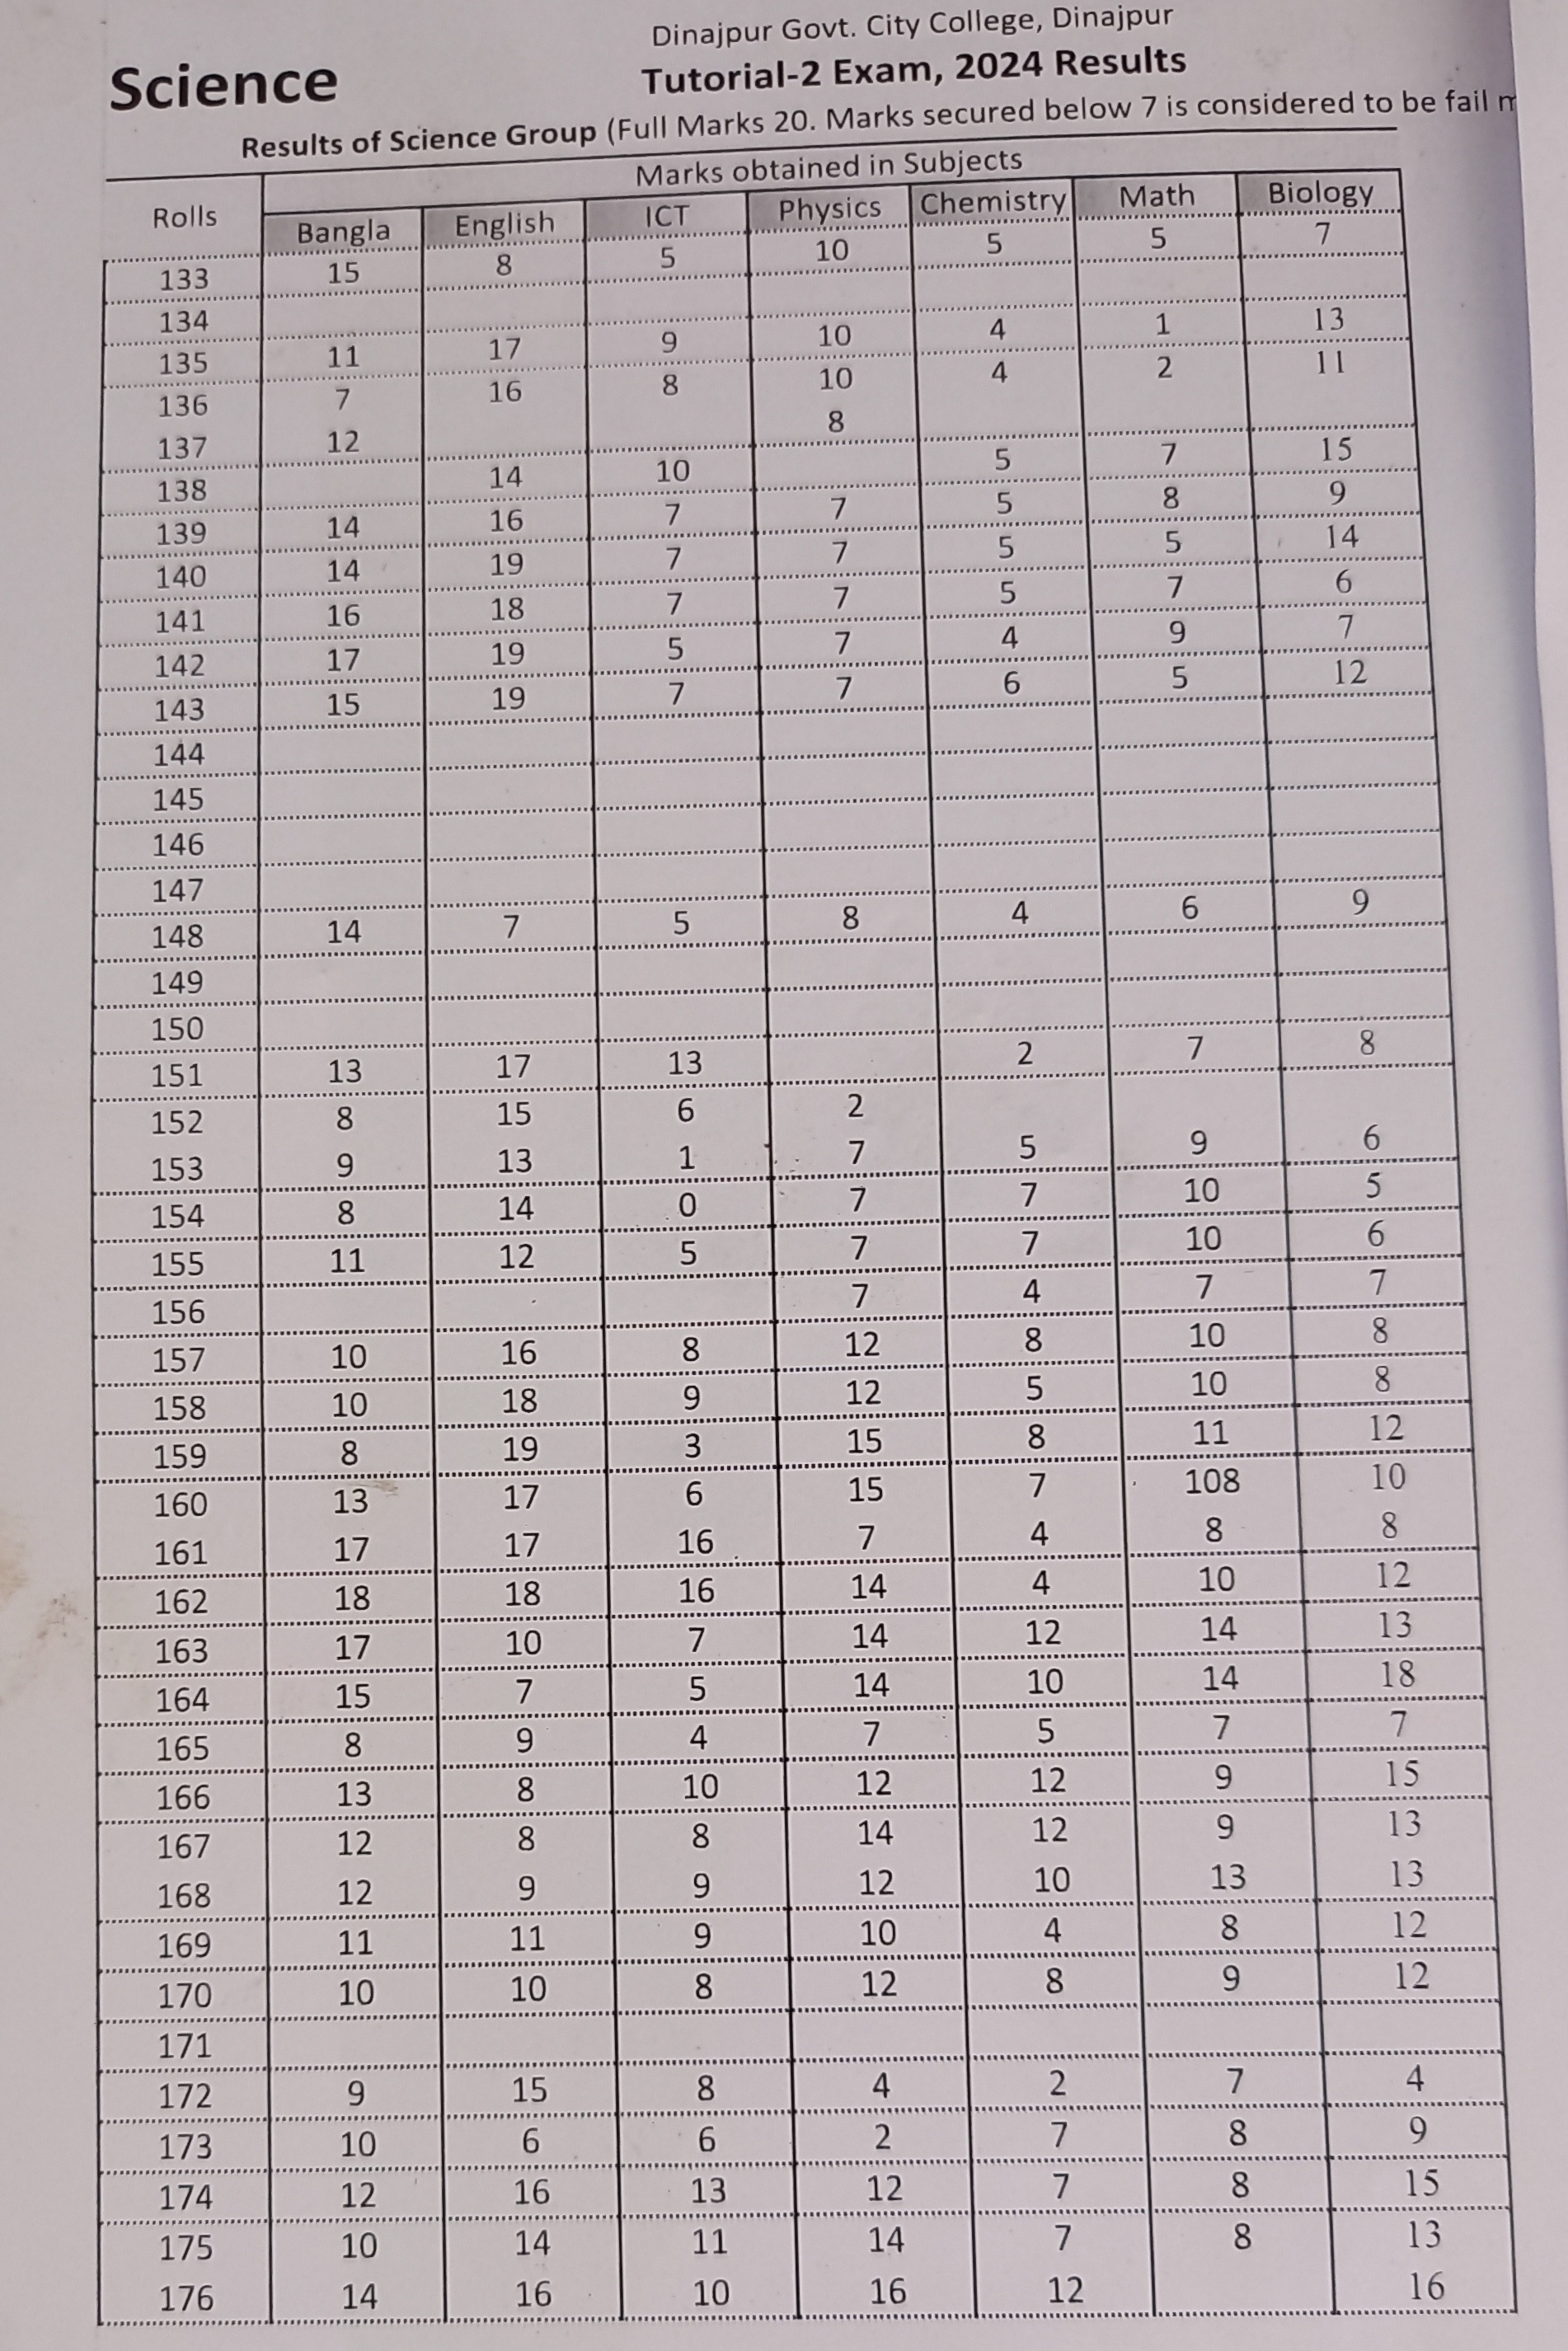 Dinajpur Govt. City College, Dinajpur
Science
Tutorial-2 Exam, 2024 Results
Results of Science Group (Full Marks 20. Marks secured below 7 is considered to be fail
Marks obtained in Subjects
Rolls Bangla English ICT Physics Chemistry Math Biology
133 15 8 5 10 5 5 7
134
135 11 17 9 10 4 1 13
136 7 16 8 10 4 2 11
137 12 8
138 14 10 5 7 15
139 14 16 7 7 5 8 9
140 14 19 7 7 5 5 14
141 16 18 7 7 5 7 6
142 17 19 5 7 4 9 7
143 15 19 7 7 6 5 12
144
145
146
147
148 14 7 5 8 4 6 9
149
150
151 13 17 13 2 7 8
152 8 15 6 2
153 9 13 1 7 5 9 6
154 8 14 0 7 7 10 5
155 11 12 5 7 7 10 6
156 7 4 7 7
157 10 16 8 12 8 10 8
158 10 18 9 12 5 10 8
159 8 19 3 15 8 11 12
160 13 17 6 15 7 108 10
161 17 17 16 7 4 8 8
162 18 18 16 14 4 10 12
163 17 10 7 14 12 14 13
164 15 7 5 14 10 14 18
165 8 9 4 7 5 7 7
166 13 8 10 12 12 9 15
167 12 8 8 14 12 9 13
168 12 9 9 12 10 13 13
169 11 11 9 10 4 8 12
170 10 10 8 12 8 9 12
171
172 9 15 8 4 2 7 4
173 10 6 6 2 7 8 9
174 12 16 13 12 7 8 15
175 10 14 11 14 7 8 13
176 14 16 10 16 12 16